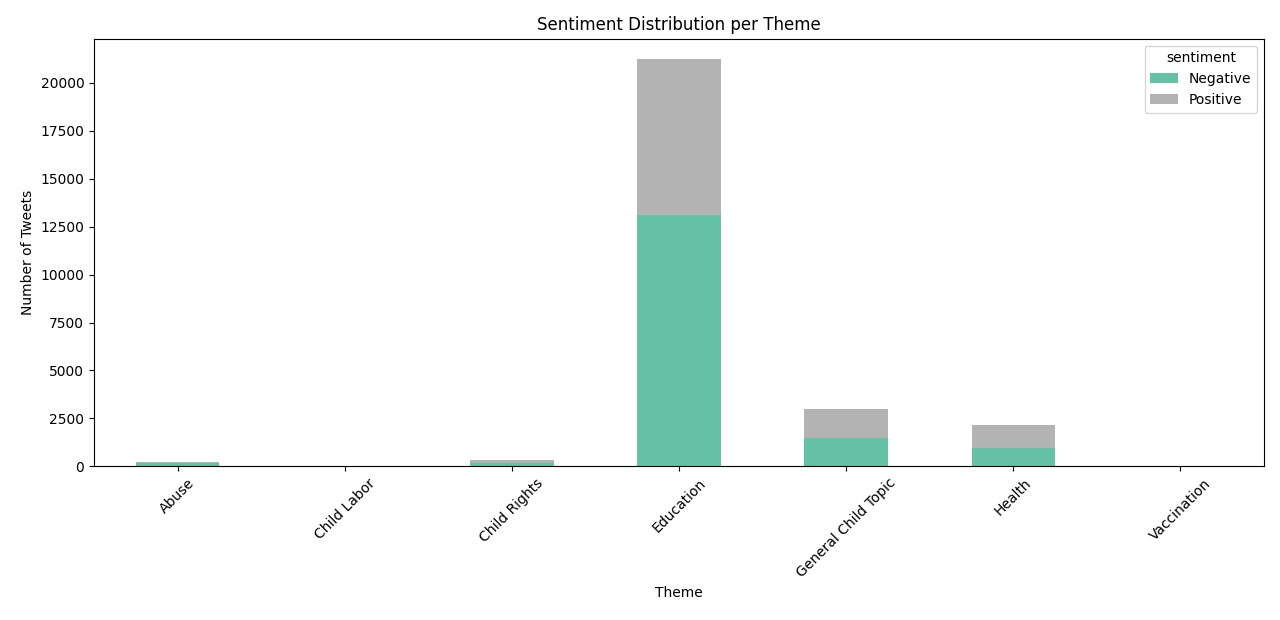 Sentiment Distribution per Theme
sentiment
Negative
Positive
Number of Tweets
20000
17500
15000
12500
10000
7500
5000
2500
0
Abuse
Child Labor
Child Rights
Education
General Child Topic
Health
Vaccination
Theme